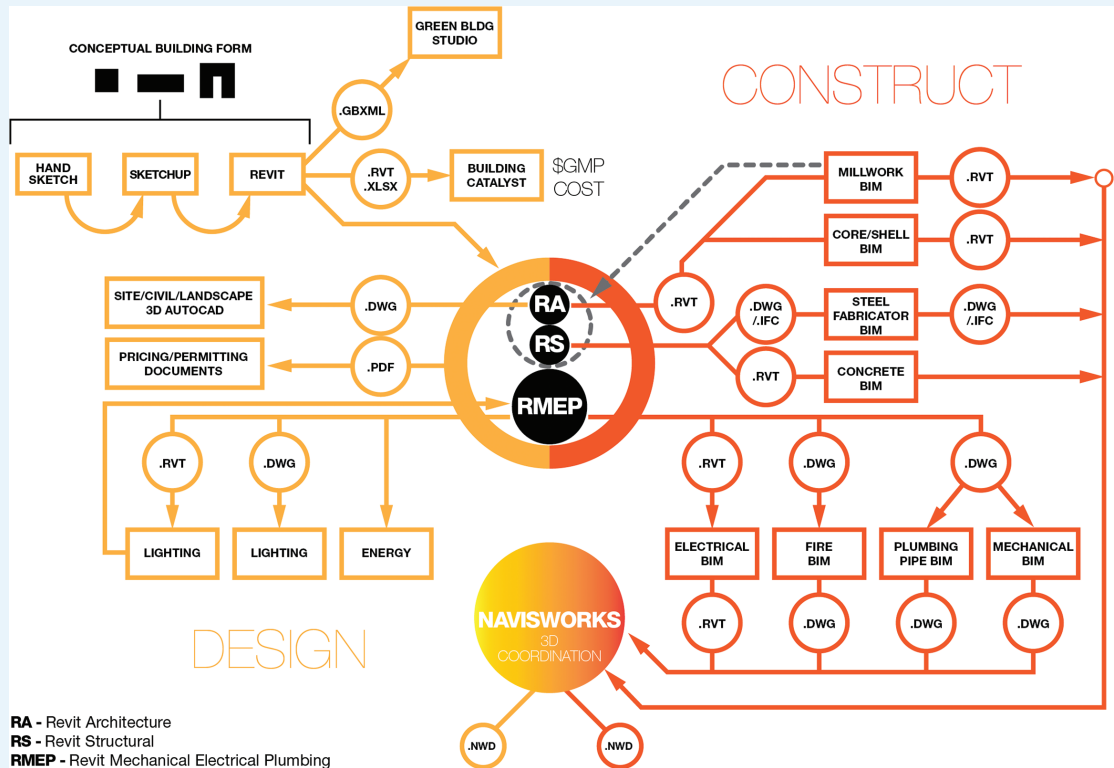 CONCEPTUAL BUILDING FORM
GREEN BLDG
STUDIO
.GBXML
HAND
SKETCH
SKETCHUP
REVIT
.RVT
.XLSX
BUILDING
CATALYST
$GMP
COST
CONSTRUCT
MILLWORK
BIM
.RVT
CORE/SHELL
BIM
.RVT
SITE/CIVIL/LANDSCAPE
3D AUTOCAD
.DWG
RA
.RVT
.DWG
/.IFC
STEEL
FABRICATOR
BIM
.DWG
/.IFC
PRICING/PERMITTING
DOCUMENTS
.PDF
RS
.RVT
CONCRETE
BIM
RMEP
.RVT
.DWG
.RVT
.DWG
.DWG
LIGHTING
LIGHTING
ENERGY
ELECTRICAL
BIM
FIRE
BIM
PLUMBING
PIPE BIM
MECHANICAL
BIM
.RVT
.DWG
.DWG
.DWG
NAVISWORKS
3D
COORDINATION
DESIGN
.NWD
.NWD
RA - Revit Architecture
RS - Revit Structural
RMEP - Revit Mechanical Electrical Plumbing